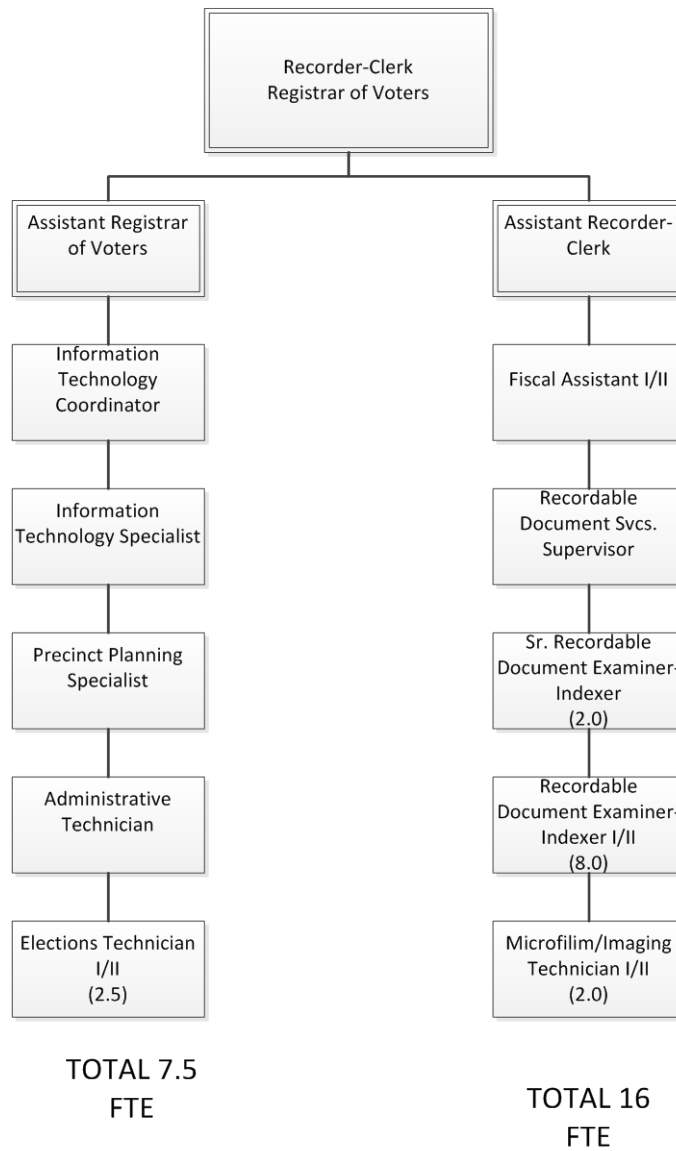 Recorder-Clerk
Registrar of Voters
Assistant Registrar
of Voters
Information
Technology
Coordinator
Information
Technology Specialist
Precinct Planning
Specialist
Administrative
Technician
Elections Technician
I/II
(2.5)
TOTAL 7.5
FTE
Assistant Recorder-
Clerk
Fiscal Assistant I/II
Recordable
Document Svcs.
Supervisor
Sr. Recordable
Document Examiner-
Indexer
(2.0)
Recordable
Document Examiner-
Indexer I/II
(8.0)
Microfilim/Imaging
Technician I/II
(2.0)
TOTAL 16
FTE